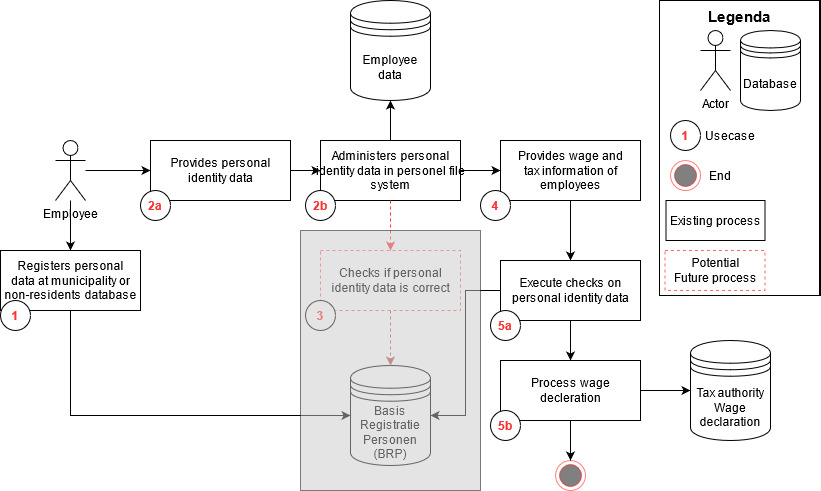 Employee
data
Legenda
Actor
Database
1
Usecase
End
Existing process
Potential
Future process
Employee
Provides personal
identity data
2a
Administers personal
identity data in personel file
system
2b
Provides wage and
tax information of
employees
4
Registers personal
data at municipality or
non-residents database
1
Checks if personal
identity data is correct
3
Execute checks on
personal identity data
5a
Basis
Registratie
Personen
(BRP)
Process wage
decleration
5b
Tax authority
Wage
declaration